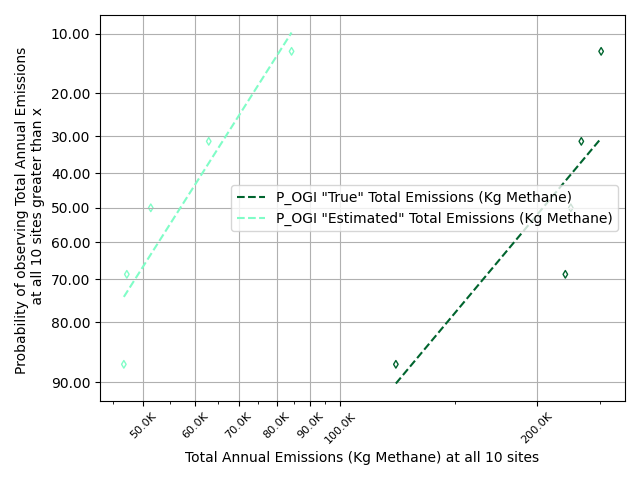 10.00
20.00
30.00
40.00
50.00
60.00
70.00
80.00
90.00
Probability of observing Total Annual Emissions
at all 10 sites greater than x
P_OGI "True" Total Emissions (Kg Methane)
P_OGI "Estimated" Total Emissions (Kg Methane)
50.0K
60.0K
70.0K
80.0K
90.0K
100.0K
200.0K
Total Annual Emissions (Kg Methane) at all 10 sites